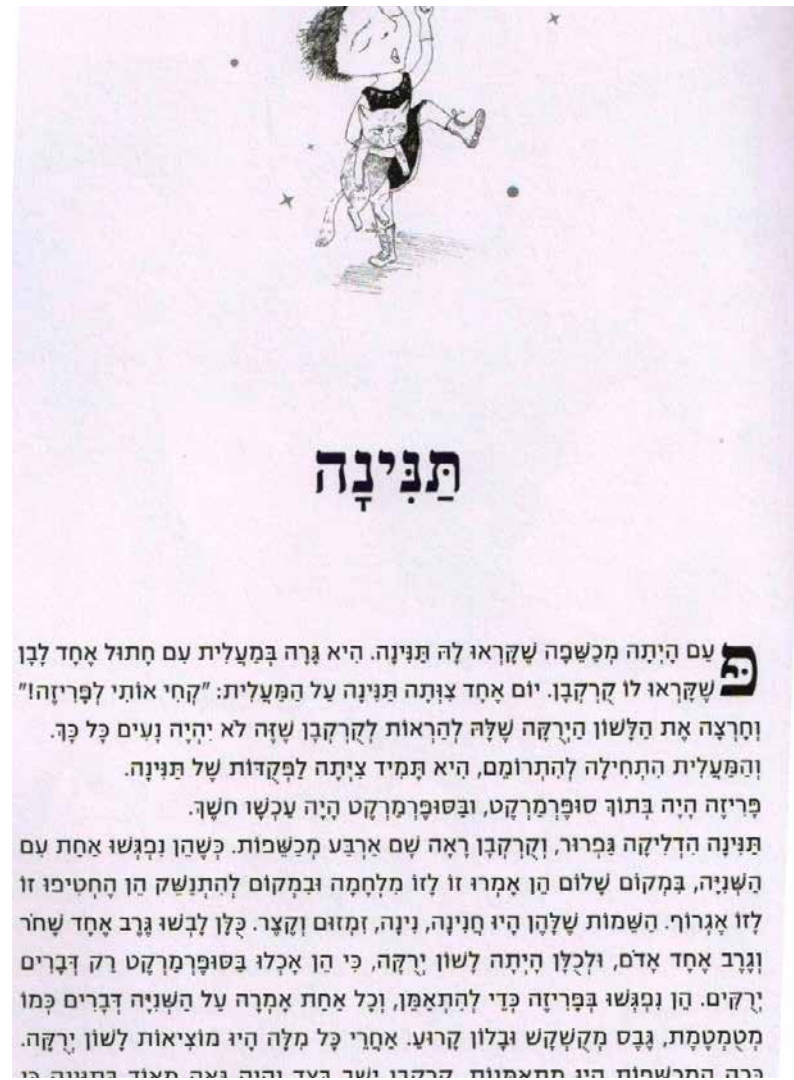 תַּנִּינָה
פַּעַם הָיְתָה מְכַשֵּׁפָה שֶׁקָּרְאוּ לָהּ תַּנִּינָה. הִיא גָּרָה בְּמַעֲלִית עִם חָתוּל אֶחָד לָבָן
שֶׁקָּרְאוּ לוֹ קֻרְקְבָן. יוֹם אֶחָד צִוְּתָה תַּנִּינָה עַל הַמַּעֲלִית: "קְחִי אוֹתִי לְפָּרִיזָה!"
וְחָרְצָה אֶת הַלָּשׁוֹן הַיְרֻקָּה שֶׁלָּהּ לְהַרְאוֹת לְקֻרְקְבָן שֶׁזֶּה לֹא יִהְיֶה נָעִים כָּל כָּךְ.
וְהַמַּעֲלִית הִתְחִילָה לְהִתְרוֹמֵם, הִיא תָּמִיד צִיְּתָה לַפְּקֻדּוֹת שֶׁל תַּנִּינָה.
פָּרִיזָה הָיָה בְּתוֹךְ סוּפֶּרְמַרְקֶט, וּבַסּוּפֶּרְמַרְקֶט הָיָה עַכְשָׁו חֹשֶׁךְ.
תַּנִּינָה הִדְלִיקָה גַּפְרוּר, וְקֻרְקְבָן רָאָה שָׁם אַרְבַּע מְכַשֵּׁפוֹת. כְּשֶׁהֵן נִפְגְּשׁוּ אַחַת עִם
הַשְּׁנִיָּה, בִּמְקוֹם שָׁלוֹם הֵן אָמְרוּ זוֹ לָזוֹ מִלְחָמָה וּבִמְקוֹם לְהִתְנַשֵּׁק הֵן הֶחְטִיפוּ זוֹ
לָזוֹ אֶגְרוֹף. הַשֵּׁמוֹת שֶׁלָּהֶן הָיוּ חֲנִינָה, נִינָה, זִמְזוּם וְקֶצֶר. כֻּלָּן לָבְשׁוּ גֶּרֶב אֶחָד שָׁחֹר
וְגֶרֶב אֶחָד אָדֹם, וּלְכֻלָּן הָיְתָה לָשׁוֹן יְרֻקָּה, כִּי הֵן אָכְלוּ בַּסּוּפֶּרְמַרְקֶט רַק דְּבָרִים
יְרֻקִּים. הֵן נִפְגְּשׁוּ בְּפָּרִיזָה כְּדֵי לְהִתְאַמֵּן, וְכָל אַחַת אָמְרָה עַל הַשְּׁנִיָּה דְּבָרִים כְּמוֹ
מְטֻמְטֶמֶת, גֶּבֶס מְקֻשְׁקָשׁ וּבָלוֹן קָרוּעַ. אַחֲרֵי כָּל מִלָּה הָיוּ מוֹצִיאוֹת לָשׁוֹן יְרֻקָּה.